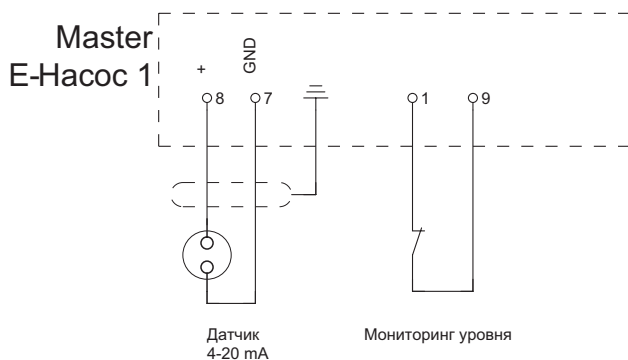 Master
E-Насос 1
+
GND
8
7
1
9
Датчик
4-20 mA
Мониторинг уровня